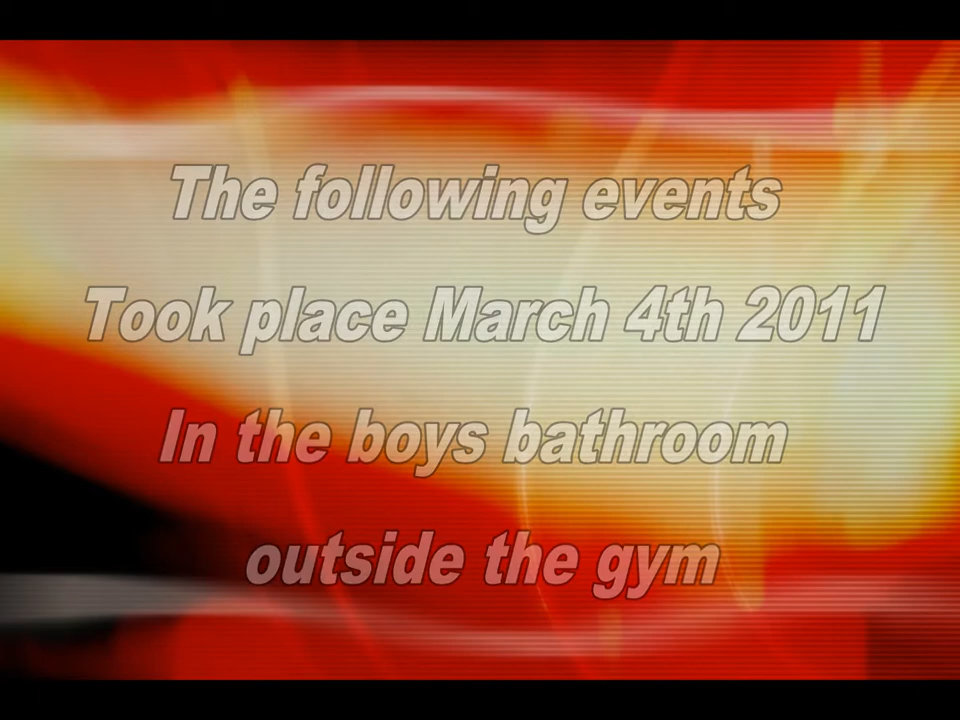 The following events
Took place March 4th 2011
In the boys bathroom
outside the gym